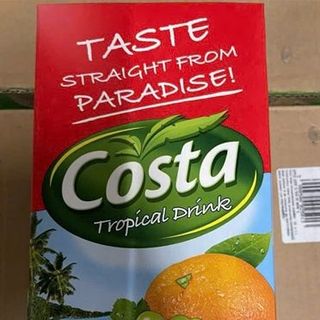 TASTE
STRAIGHT FROM
PARADISE!
Costa
Tropical Drink